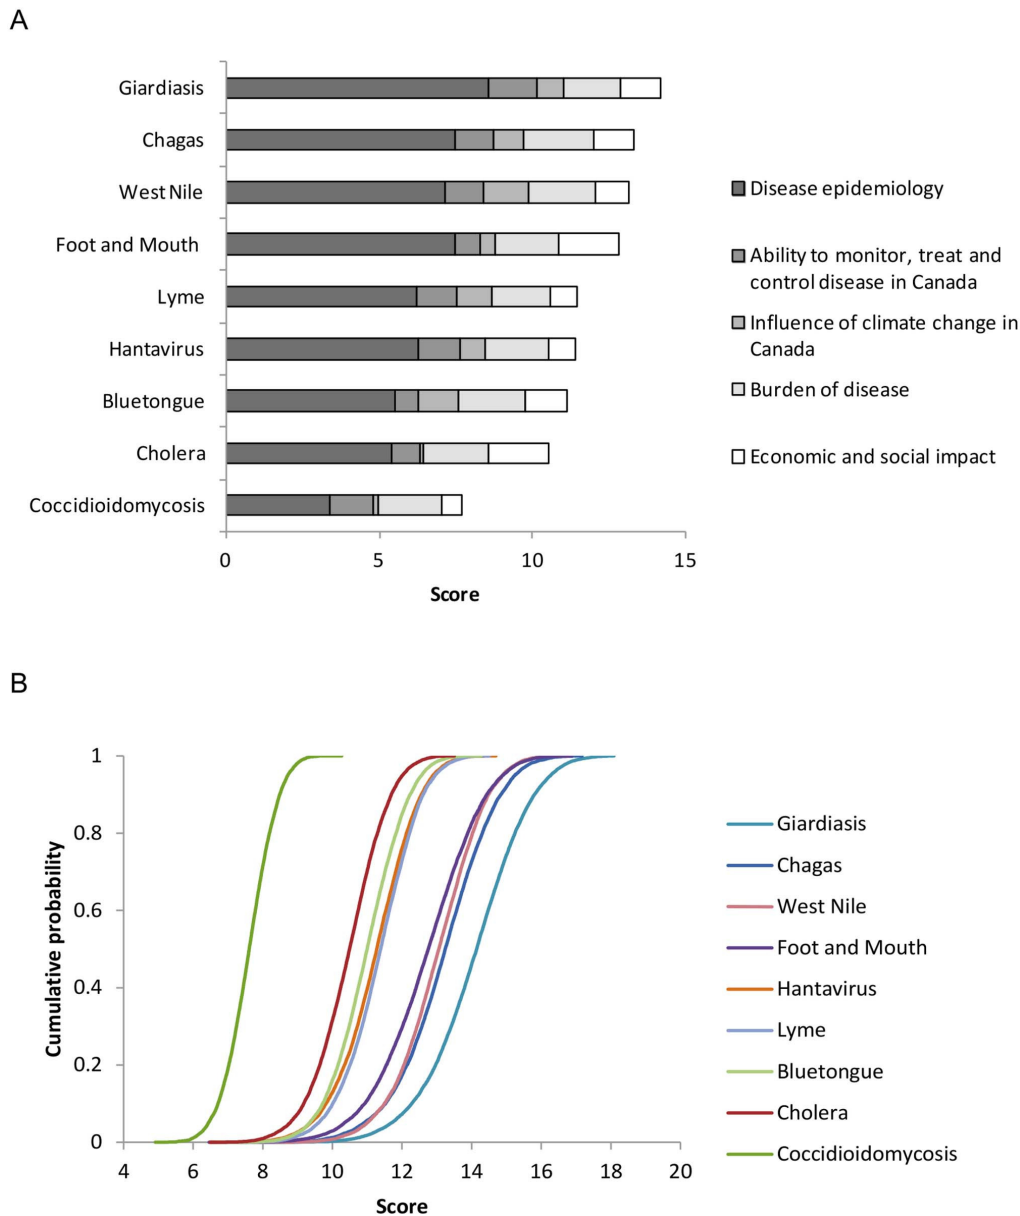 A
Giardiasis
Chagas
West Nile
Foot and Mouth
Lyme
Hantavirus
Bluetongue
Cholera
Coccidioidomycosis
0 5 10 15
Score
Disease epidemiology
Ability to monitor, treat and
control disease in Canada
Influence of climate change in
Canada
Burden of disease
Economic and social impact
B
Cumulative probability
1
0.8
0.6
0.4
0.2
0
4 6 8 10 12 14 16 18 20
Score
Giardiasis
Chagas
West Nile
Foot and Mouth
Hantavirus
Lyme
Bluetongue
Cholera
Coccidioidomycosis